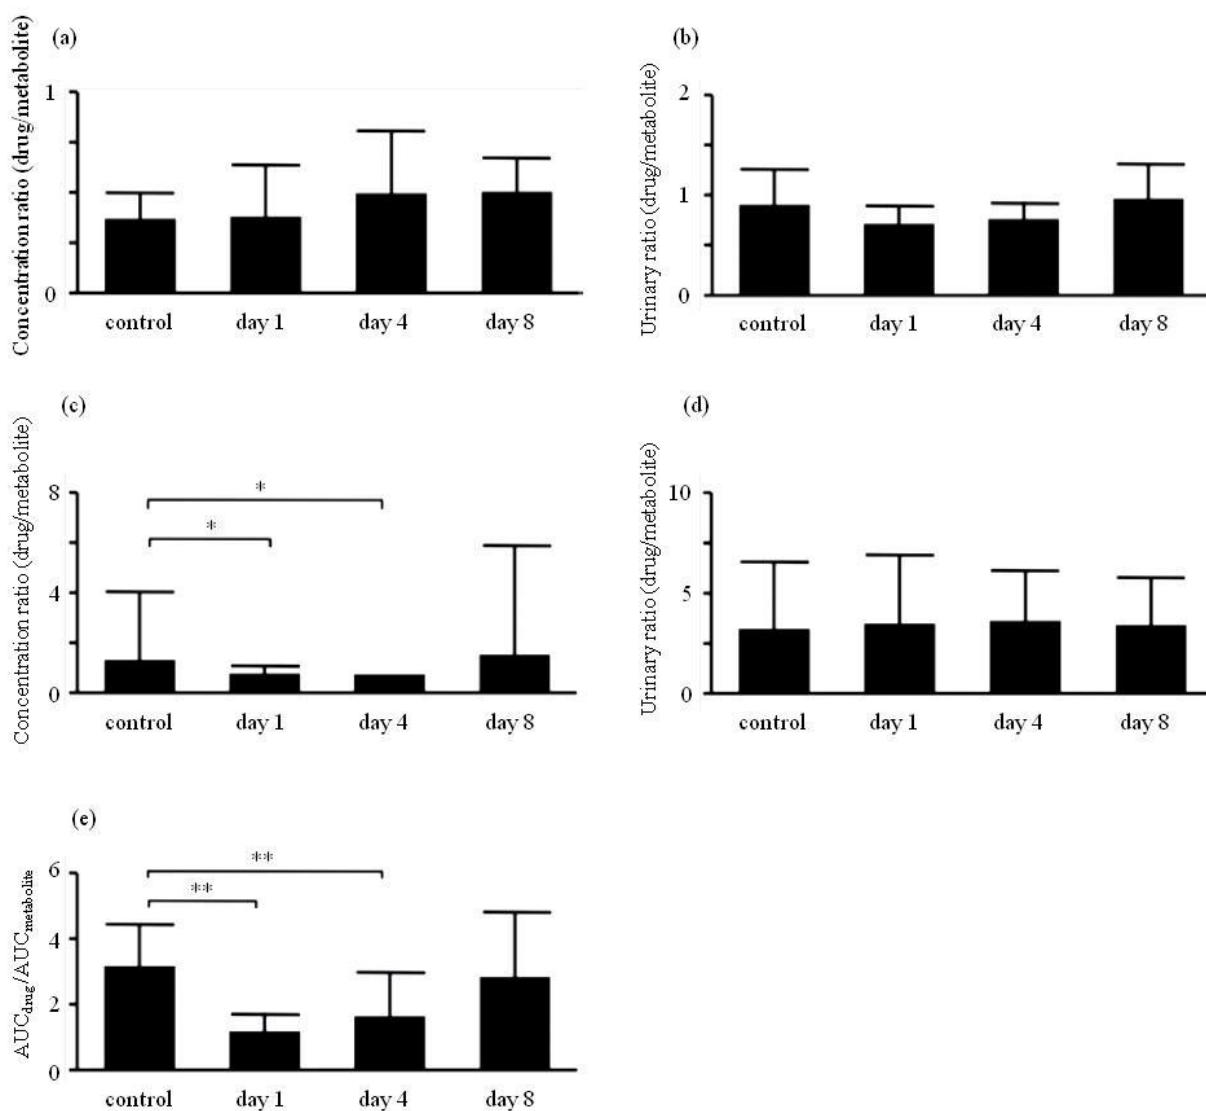 (a)
Concentration ratio (drug/metabolite)
1
0
control day 1 day 4 day 8
(b)
Urinary ratio (drug/metabolite)
2
1
0
control day 1 day 4 day 8
(c)
Concentration ratio (drug/metabolite)
8
4
0
*
*
control day 1 day 4 day 8
(d)
Urinary ratio (drug/metabolite)
10
5
0
control day 1 day 4 day 8
(e)
AUCdrug/AUCmetabolite
6
4
2
0
**
**
control day 1 day 4 day 8